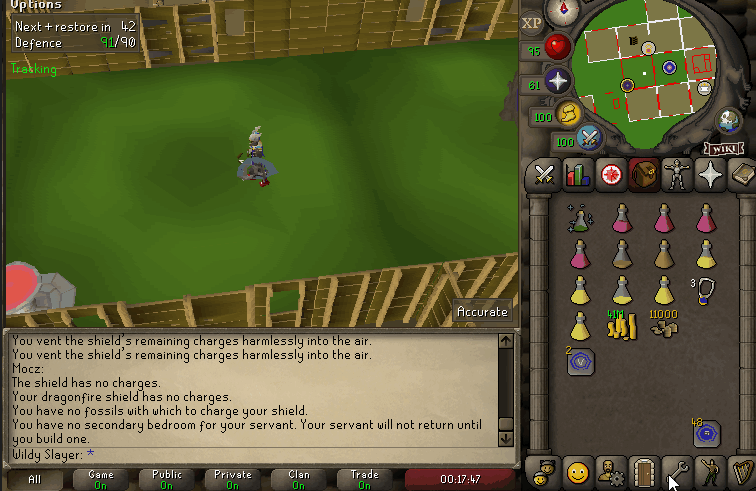 Options
Next + restore in 42
Defence 91/90
Tracking
XP
95
61
100
100
WIKI
Accurate
3
41M
11000
2
48
You vent the shield's remaining charges harmlessly into the air.
You vent the shield's remaining charges harmlessly into the air.
Mocz:
The shield has no charges.
Your dragonfire shield has no charges.
You have no fossils with which to charge your shield.
You have no secondary bedroom for your servant. Your servant will not return until
you build one.
Wildy Slayer: *
All
Game
On
Public
On
Private
On
Clan
On
Trade
On
00:17:47